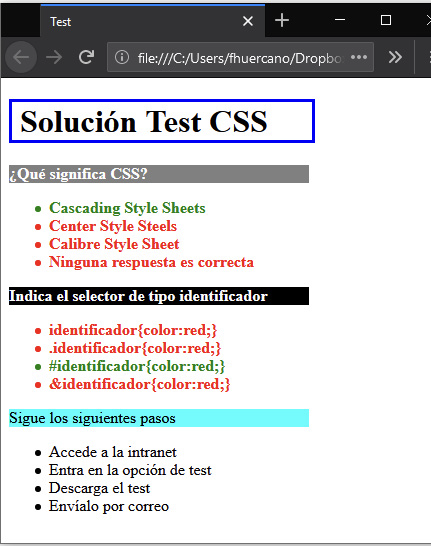 Test
file:///C:/Users/fhuercano/Dropbo
Solución Test CSS
¿Qué significa CSS?
Cascading Style Sheets
Center Style Steels
Calibre Style Sheet
Ninguna respuesta es correcta
Indica el selector de tipo identificador
identificador{color:red;}
.identificador{color:red;}
#identificador{color:red;}
&identificador{color:red;}
Sigue los siguientes pasos
Accede a la intranet
Entra en la opción de test
Descarga el test
Envíalo por correo